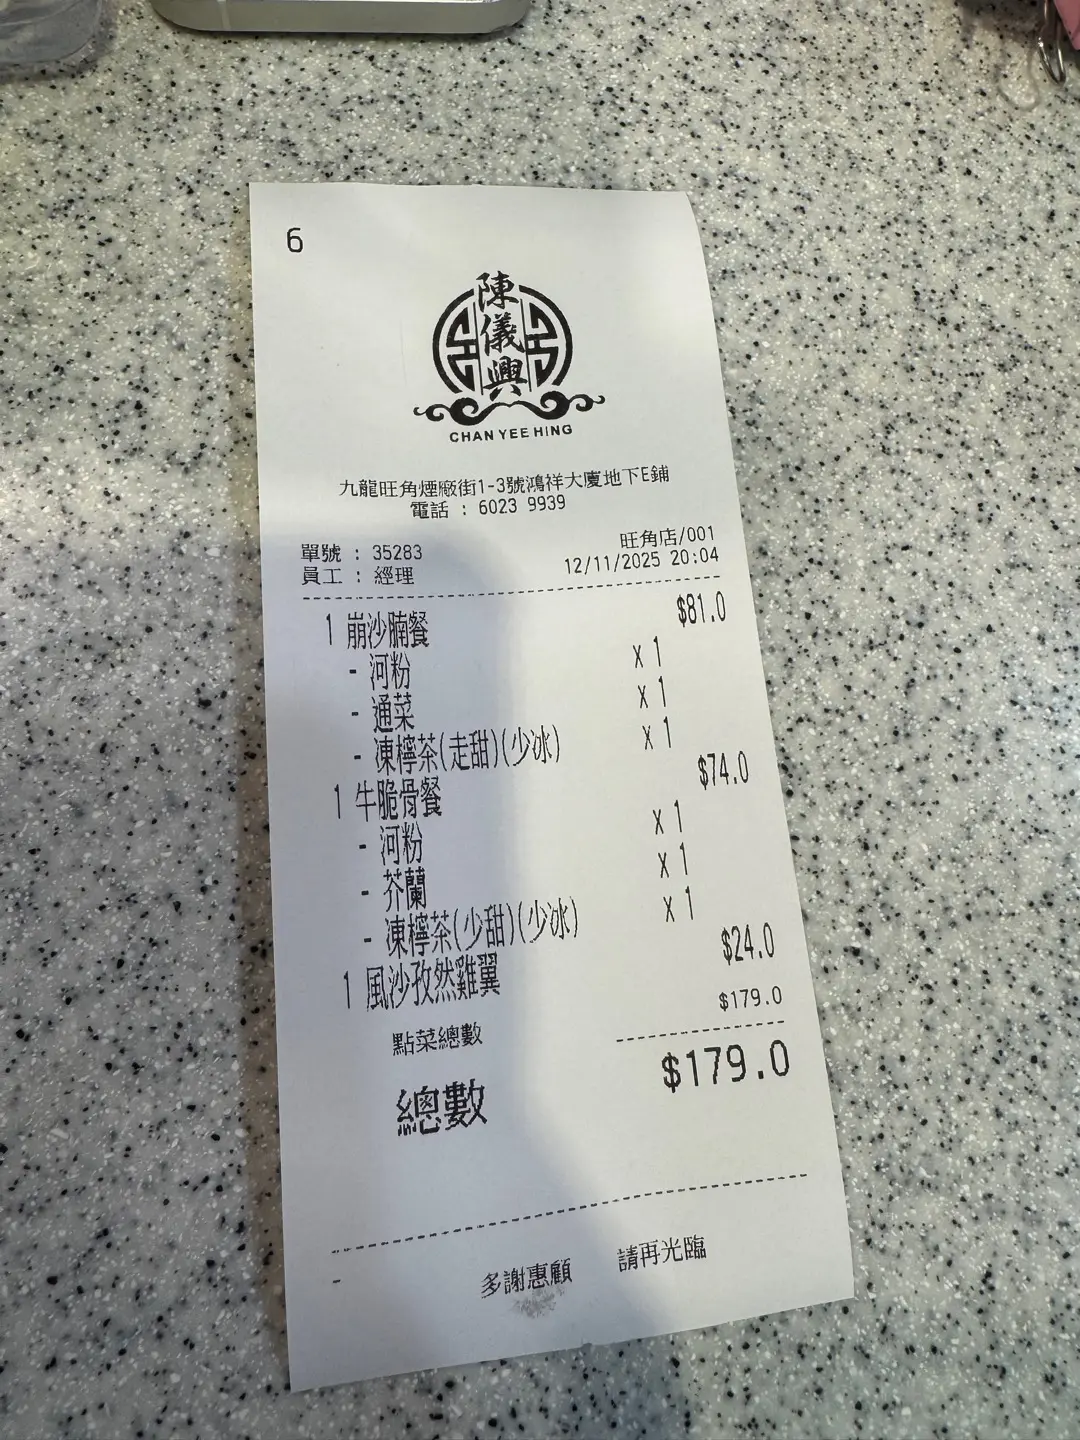 6
陳儀興
CHAN YEE HING
九龍旺角煙廠街1-3號鴻祥大廈地下E鋪
電話 : 6023 9939
單號 : 35283 旺角店/001
員工 : 經理 12/11/2025 20:04
1 崩沙腩餐 $81.0
- 河粉 x 1
- 通菜 x 1
- 凍檸茶(走甜)(少冰) x 1
1 牛脆骨餐 $74.0
- 河粉 x 1
- 芥蘭 x 1
- 凍檸茶(少甜)(少冰) x 1
1 風沙孜然雞翼 $24.0
點菜總數 $179.0
總數 $179.0
-
多謝惠顧 請再光臨